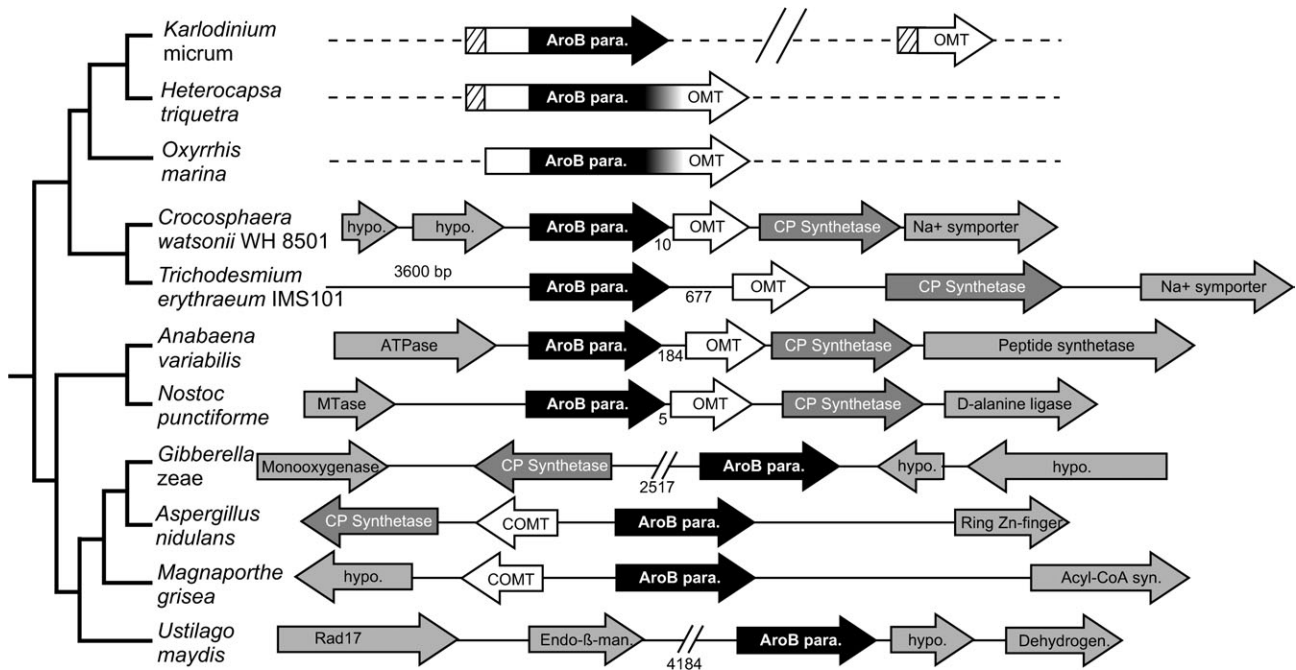 Karlodinium
micrum
AroB para.
OMT
Heterocapsa
triquetra
AroB para.
OMT
Oxyrrhis
marina
AroB para.
OMT
Crocosphaera
watsonii WH 8501
hypo.
hypo.
AroB para.
10
OMT
CP Synthetase
Na+ symporter
Trichodesmium
erythraeum IMS101
3600 bp
AroB para.
677
OMT
CP Synthetase
Na+ symporter
Anabaena
variabilis
ATPase
AroB para.
184
OMT
CP Synthetase
Peptide synthetase
Nostoc
punctiforme
MTase
AroB para.
5
OMT
CP Synthetase
D-alanine ligase
Gibberella
zeae
Monooxygenase
CP Synthetase
2517
AroB para.
hypo.
hypo.
Aspergillus
nidulans
CP Synthetase
COMT
AroB para.
Ring Zn-finger
Magnaporthe
grisea
hypo.
COMT
AroB para.
Acyl-CoA syn.
Ustilago
maydis
Rad17
Endo-ß-man.
4184
AroB para.
hypo.
Dehydrogen.